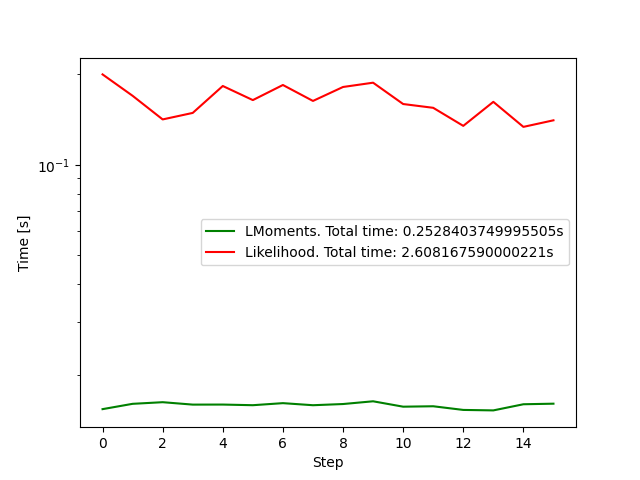 10⁻¹
Time [s]
LMoments. Total time: 0.2528403749995505s
Likelihood. Total time: 2.608167590000221s
0 2 4 6 8 10 12 14
Step